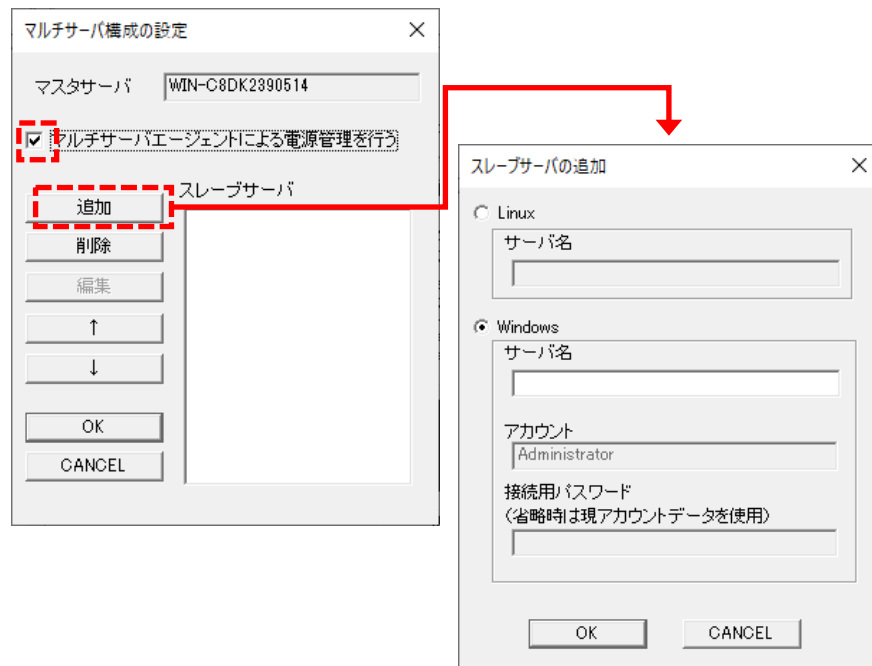 マルチサーバ構成の設定
マスタサーバ
WIN-C8DK2390514
マルチサーバエージェントによる電源管理を行う
スレーブサーバ
追加
削除
編集
↑
↓
OK
CANCEL
スレーブサーバの追加
Linux
サーバ名
Windows
サーバ名
アカウント
Administrator
接続用パスワード
(省略時は現アカウントデータを使用)
OK
CANCEL